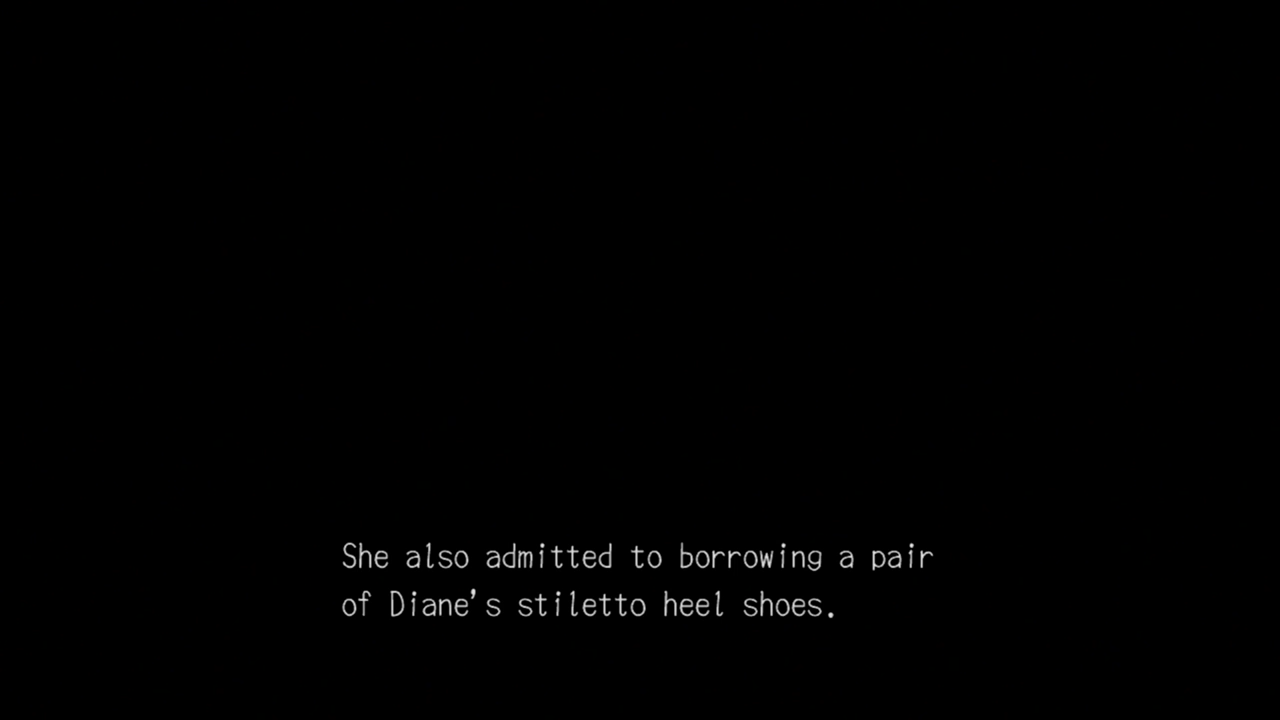 She also admitted to borrowing a pair
of Diane's stiletto heel shoes.